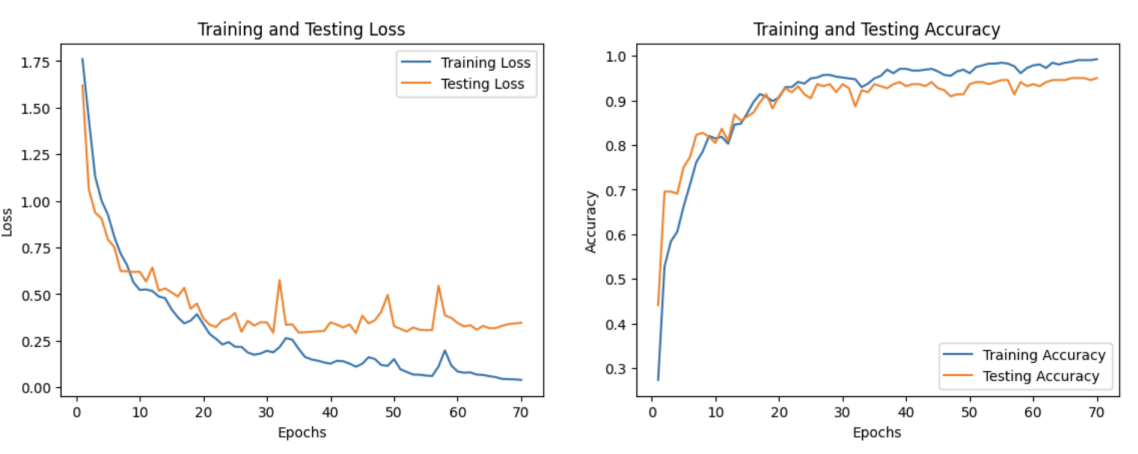 Training and Testing Loss
1.75
1.50
1.25
1.00
0.75
0.50
0.25
0.00
Loss
Training Loss
Testing Loss
0 10 20 30 40 50 60 70
Epochs
Training and Testing Accuracy
1.0
0.9
0.8
0.7
0.6
0.5
0.4
0.3
Accuracy
Training Accuracy
Testing Accuracy
0 10 20 30 40 50 60 70
Epochs